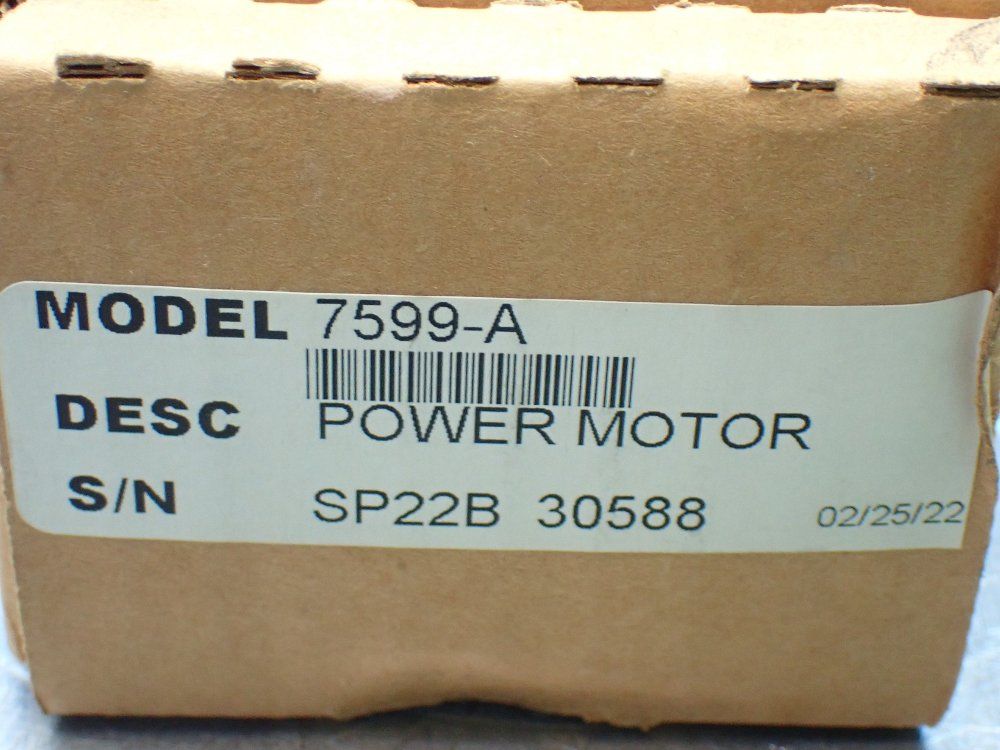 MODEL 7599-A
DESC POWER MOTOR
S/N SP22B 30588 02/25/22